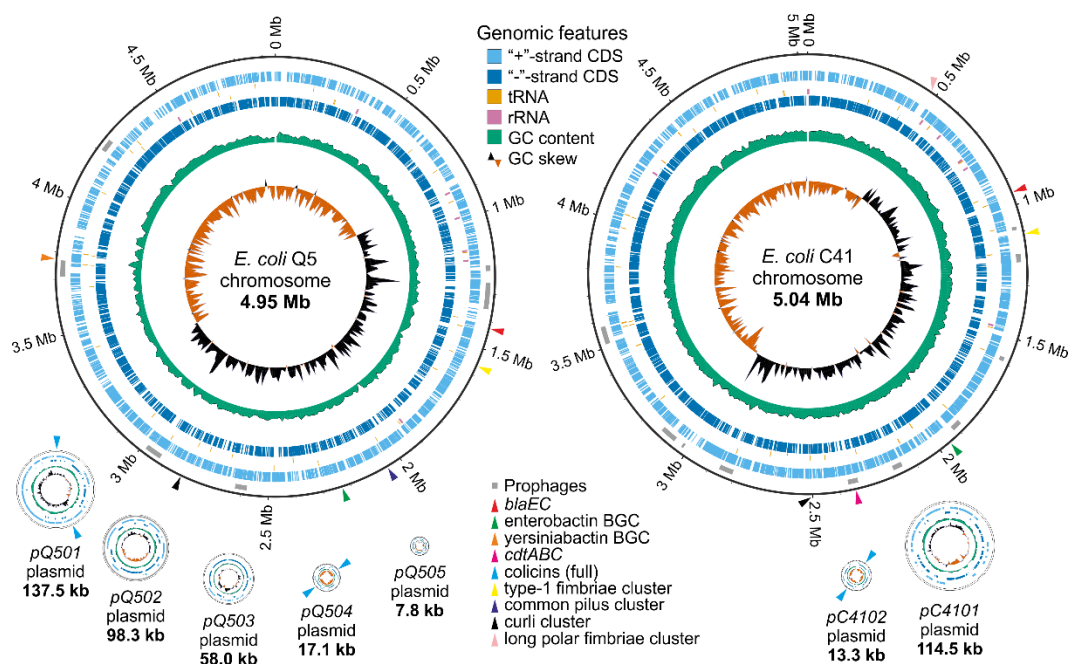 0 Mb
0.5 Mb
1 Mb
1.5 Mb
2 Mb
2.5 Mb
3 Mb
3.5 Mb
4 Mb
4.5 Mb
E. coli Q5
chromosome
4.95 Mb
Genomic features
“+”-strand CDS
“-”-strand CDS
tRNA
rRNA
GC content
GC skew
5 Mb
0 Mb
0.5 Mb
1 Mb
1.5 Mb
2 Mb
2.5 Mb
3 Mb
3.5 Mb
4 Mb
4.5 Mb
E. coli C41
chromosome
5.04 Mb
Prophages
blaEC
enterobactin BGC
yersiniabactin BGC
cdtABC
colicins (full)
type-1 fimbriae cluster
common pilus cluster
curli cluster
long polar fimbriae cluster
pQ501
plasmid
137.5 kb
pQ502
plasmid
98.3 kb
pQ503
plasmid
58.0 kb
pQ504
plasmid
17.1 kb
pQ505
plasmid
7.8 kb
pC4102
plasmid
13.3 kb
pC4101
plasmid
114.5 kb